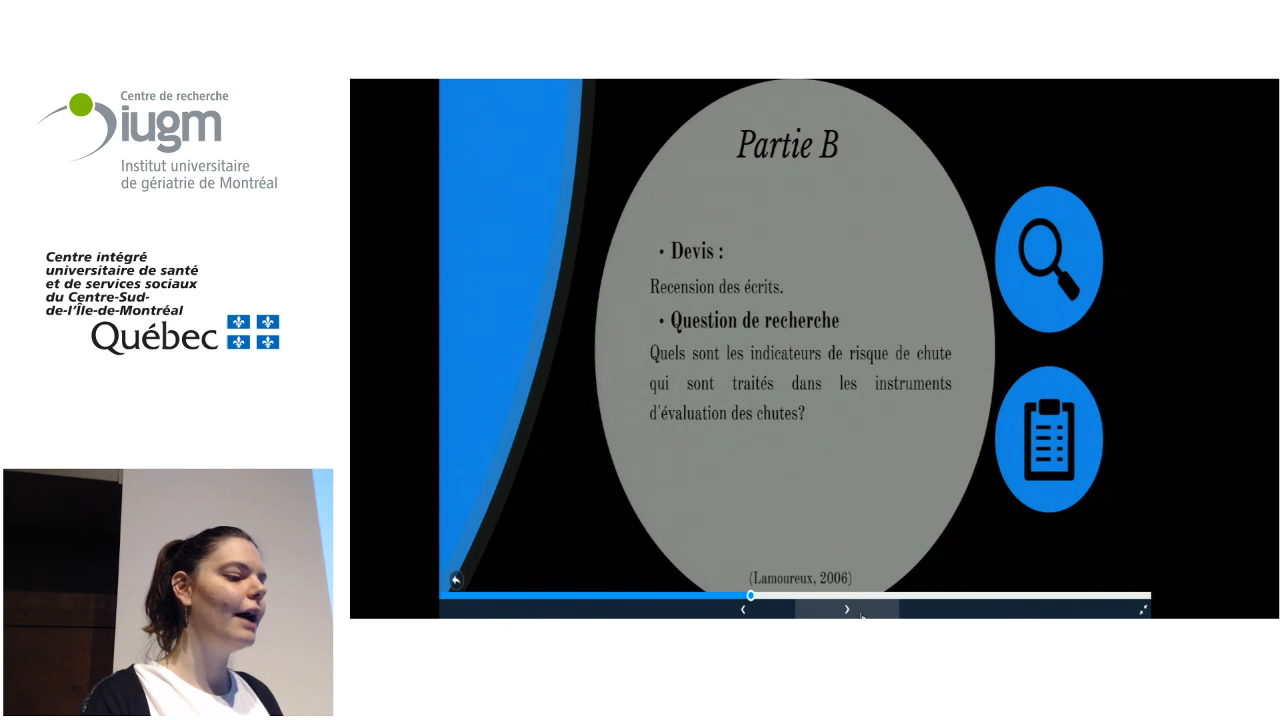 Centre de recherche
iugm
Institut universitaire
de gériatrie de Montréal
Centre intégré
universitaire de santé
et de services sociaux
du Centre-Sud-
de-l'Île-de-Montréal
Québec
Partie B
• Devis :
Recension des écrits.
• Question de recherche
Quels sont les indicateurs de risque de chute
qui sont traités dans les instruments
d'évaluation des chutes?
(Lamoureux, 2006)